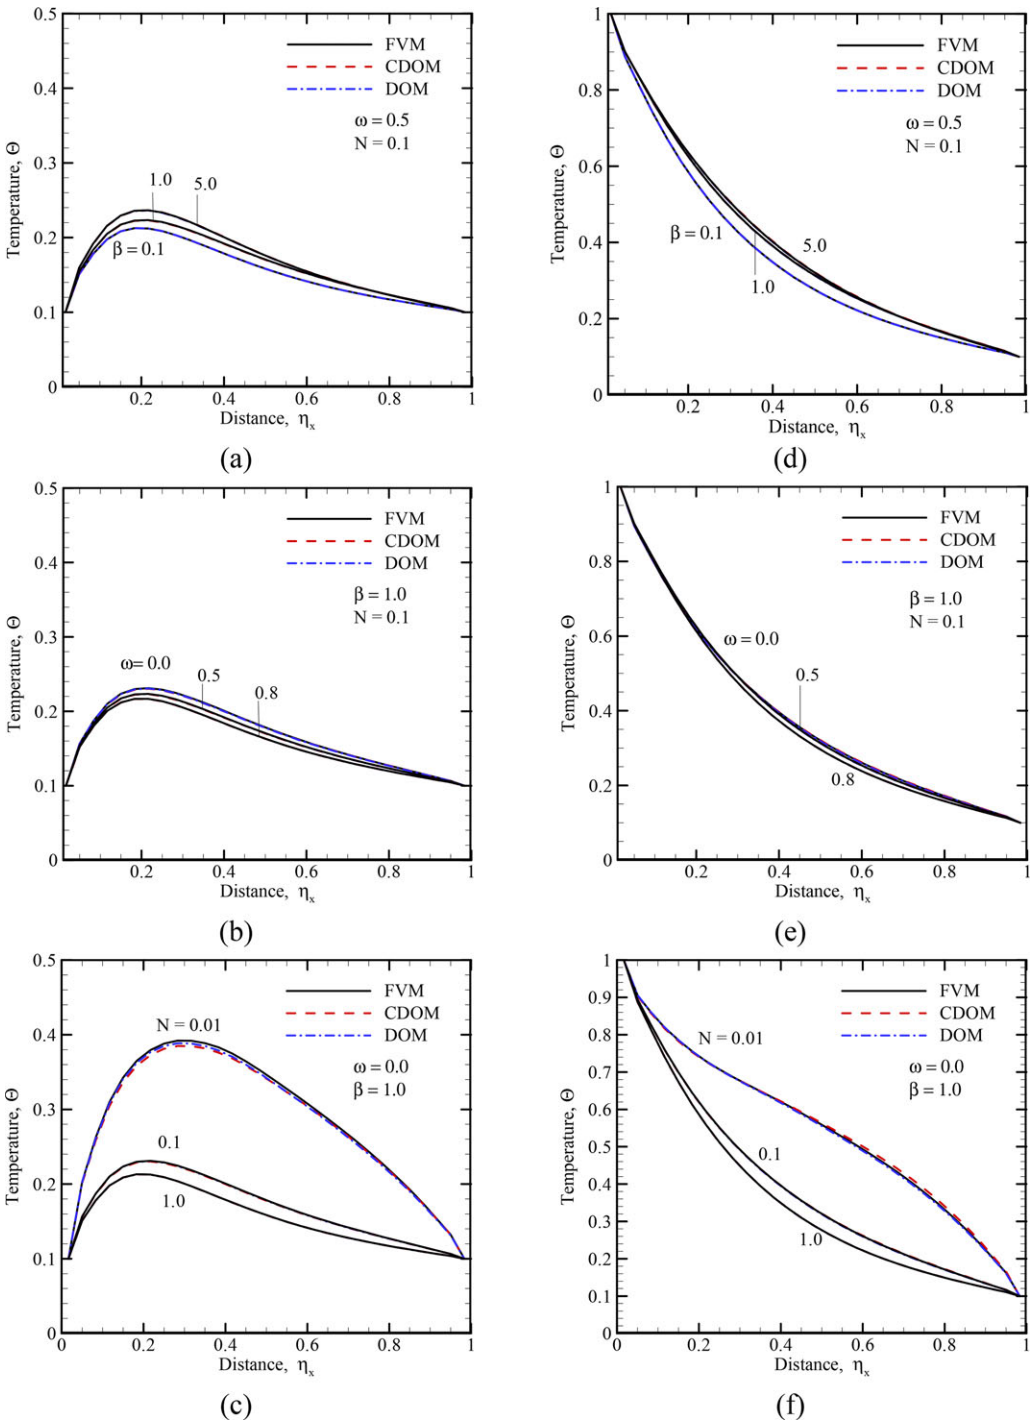 0.5
0.4
0.3
0.2
0.1
0
Temperature, Θ
FVM
CDOM
DOM
ω = 0.5
N = 0.1
1.0
5.0
β = 0.1
0.2
0.4
0.6
0.8
1
Distance, ηx
(a)
1
0.8
0.6
0.4
0.2
0
Temperature, Θ
FVM
CDOM
DOM
ω = 0.5
N = 0.1
β = 0.1
5.0
1.0
0.2
0.4
0.6
0.8
1
Distance, ηx
(d)
0.5
0.4
0.3
0.2
0.1
0
Temperature, Θ
FVM
CDOM
DOM
β = 1.0
N = 0.1
ω= 0.0
0.5
0.8
0.2
0.4
0.6
0.8
1
Distance, ηx
(b)
1
0.8
0.6
0.4
0.2
0
Temperature, Θ
FVM
CDOM
DOM
β = 1.0
N = 0.1
ω = 0.0
0.5
0.8
0.2
0.4
0.6
0.8
1
Distance, ηx
(e)
0.5
0.4
0.3
0.2
0.1
0
Temperature, Θ
FVM
CDOM
DOM
N = 0.01
ω = 0.0
β = 1.0
0.1
1.0
0
0.2
0.4
0.6
0.8
1
Distance, ηx
(c)
1
0.9
0.8
0.7
0.6
0.5
0.4
0.3
0.2
0.1
0
Temperature, Θ
FVM
CDOM
DOM
N = 0.01
ω = 0.0
β = 1.0
0.1
1.0
0.2
0.4
0.6
0.8
1
Distance, ηx
(f)